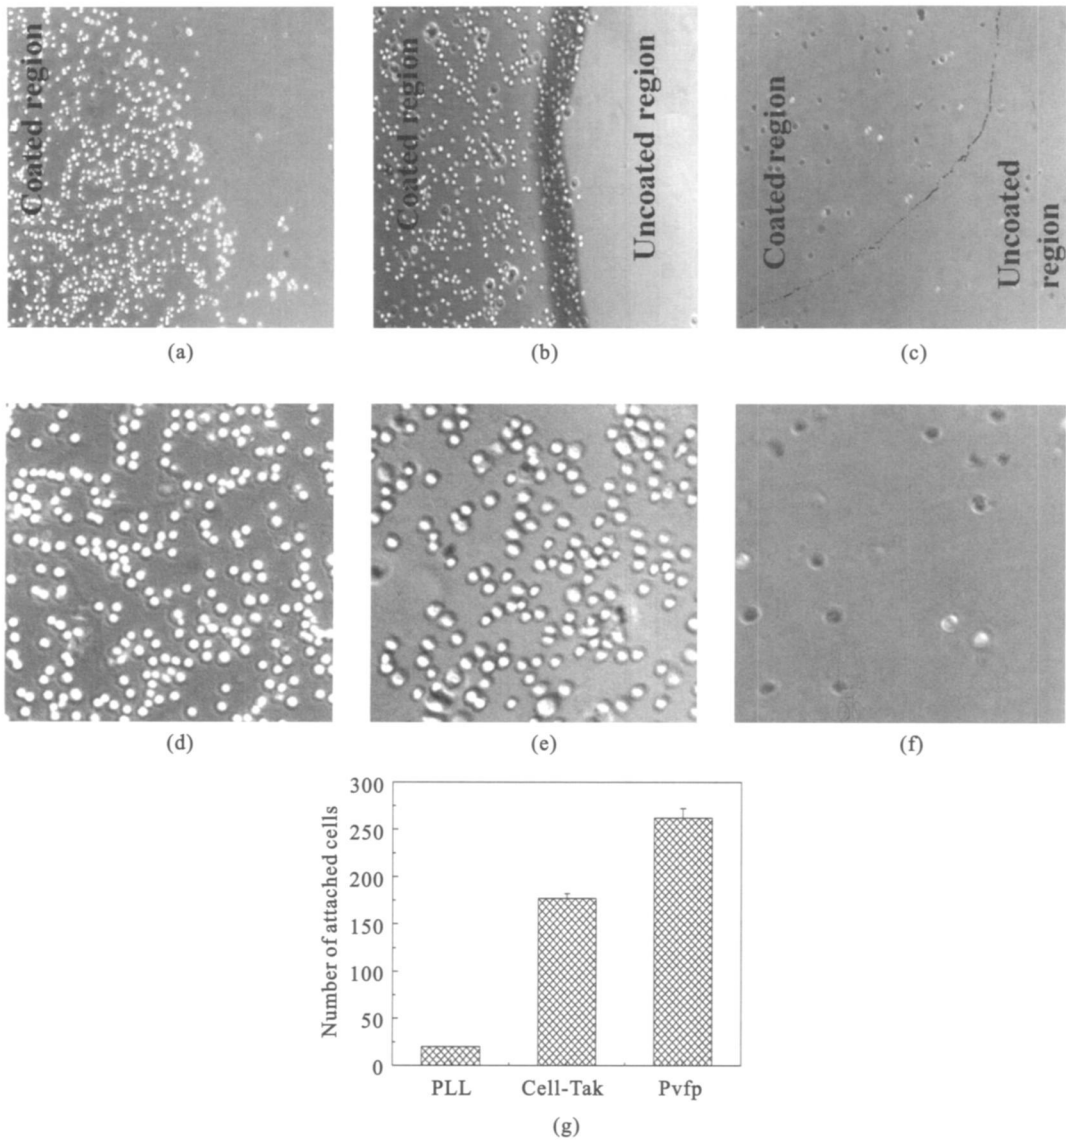 Coated region
Coated region
Uncoated region
Coated region
Uncoated
region
(a)
(b)
(c)
(d)
(e)
(f)
300
250
200
150
100
50
0
Number of attached cells
PLL
Cell-Tak
Pvfp
(g)